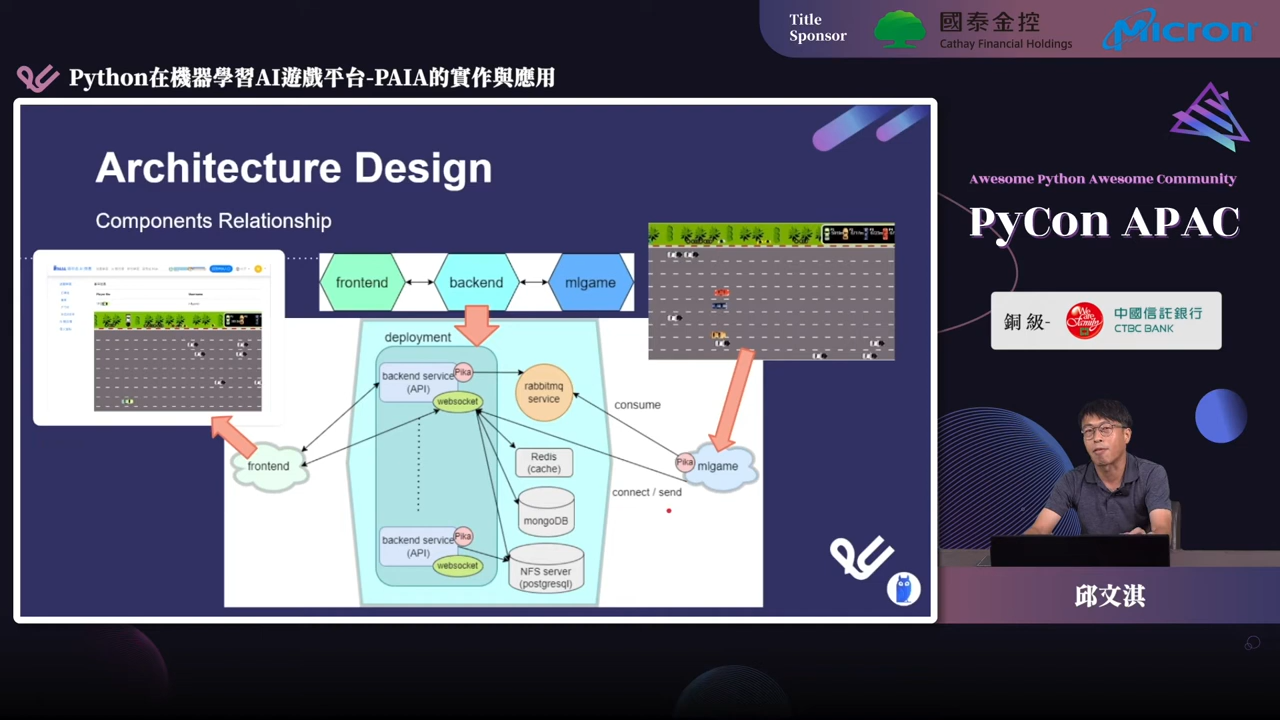 Title
Sponsor
國泰金控
Cathay Financial Holdings
Micron
Python在機器學習AI遊戲平台-PAIA的實作與應用
Architecture Design
Components Relationship
frontend
backend
mlgame
deployment
backend service
(API)
Pika
websocket
rabbitmq
service
consume
Redis
(cache)
frontend
Pika
mlgame
connect / send
mongoDB
backend service
(API)
Pika
websocket
NFS server
(postgresql)
Awesome Python Awesome Community
PyCon APAC
銅級-
We are Family
中國信託銀行
CTBC BANK
邱文淇